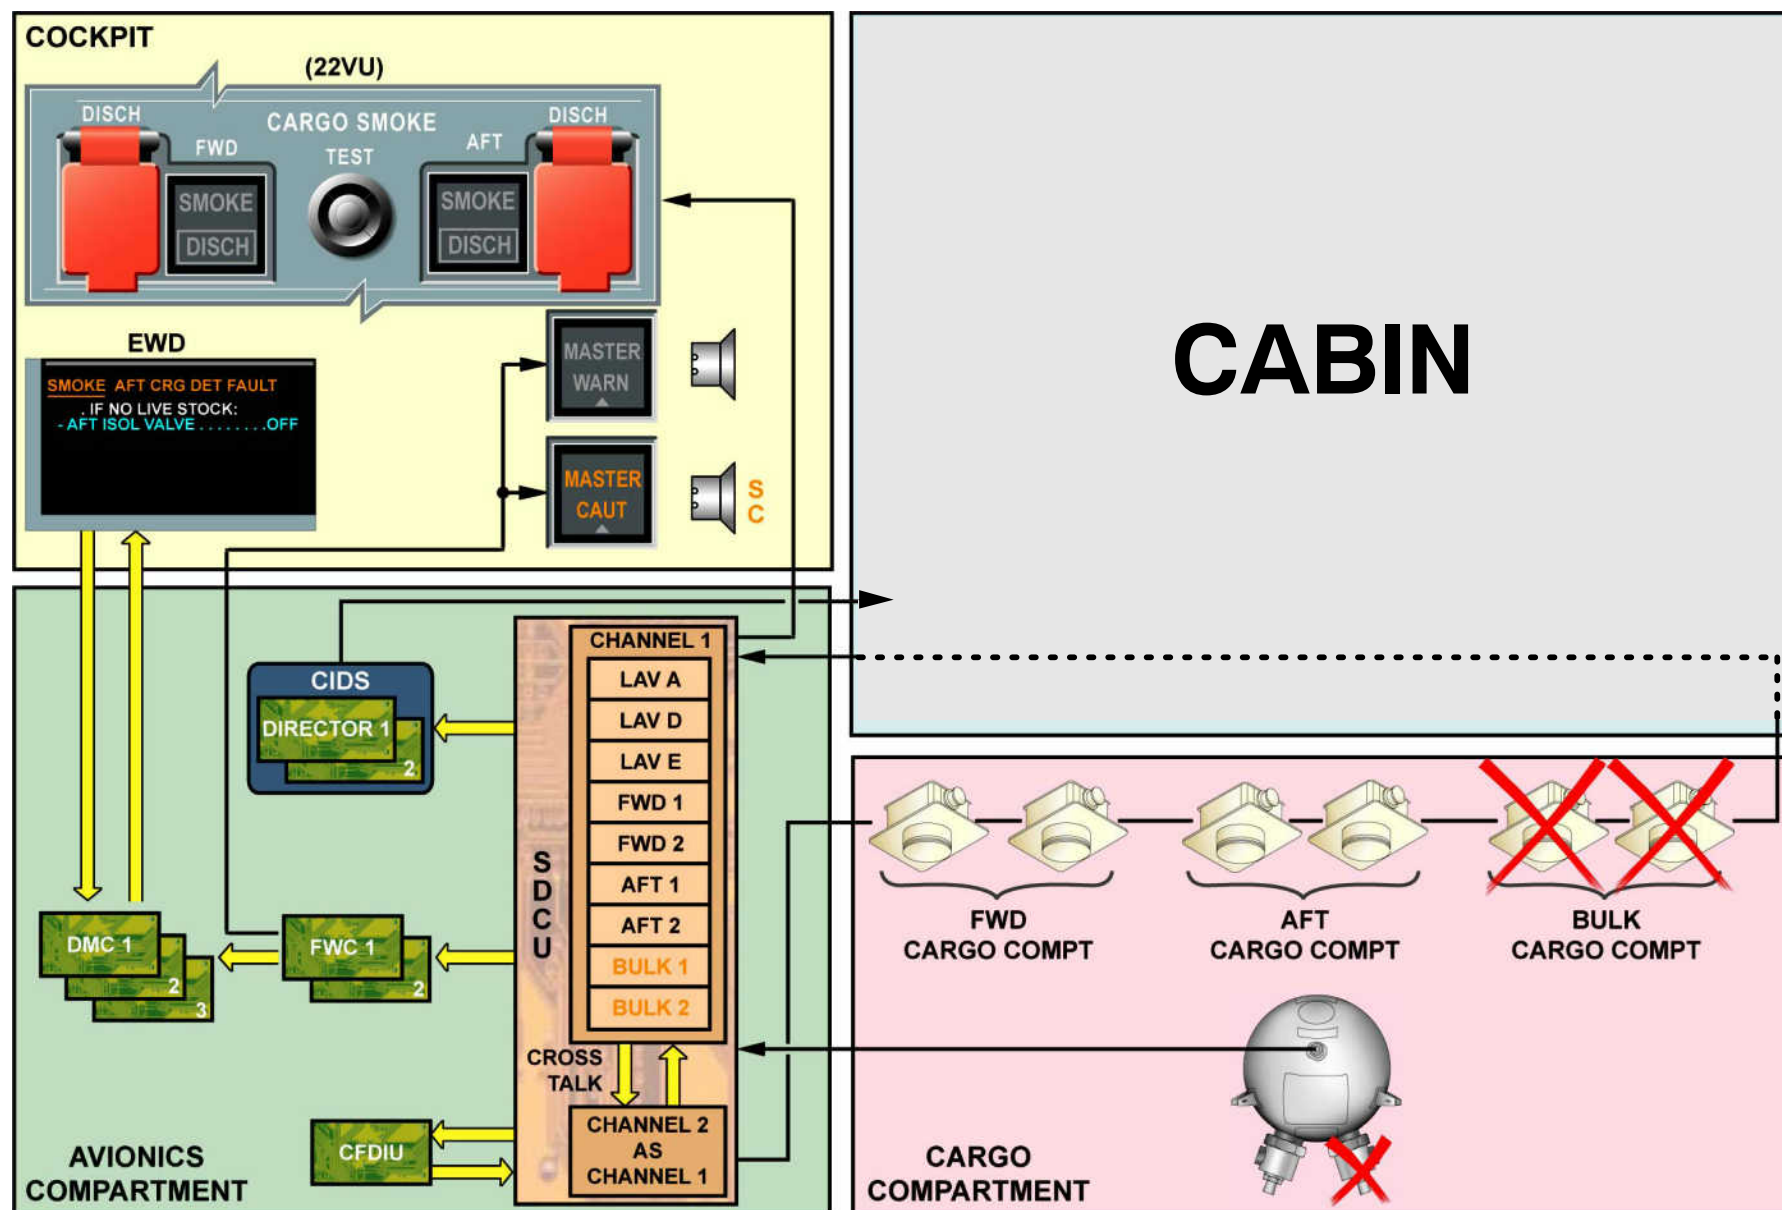 COCKPIT
(22VU)
DISCH
CARGO SMOKE
DISCH
FWD
TEST
AFT
SMOKE
DISCH
SMOKE
DISCH
EWD
SMOKE AFT CRG DET FAULT
. IF NO LIVE STOCK:
- AFT ISOL VALVE . . . . . . . .OFF
MASTER
WARN
MASTER
CAUT
S
C
CABIN
CIDS
DIRECTOR 1
2
SDCU
CHANNEL 1
LAV A
LAV D
LAV E
FWD 1
FWD 2
AFT 1
AFT 2
BULK 1
BULK 2
CROSS
TALK
CHANNEL 2
AS
CHANNEL 1
DMC 1
2
3
FWC 1
2
CFDIU
AVIONICS
COMPARTMENT
FWD
CARGO COMPT
AFT
CARGO COMPT
BULK
CARGO COMPT
CARGO
COMPARTMENT